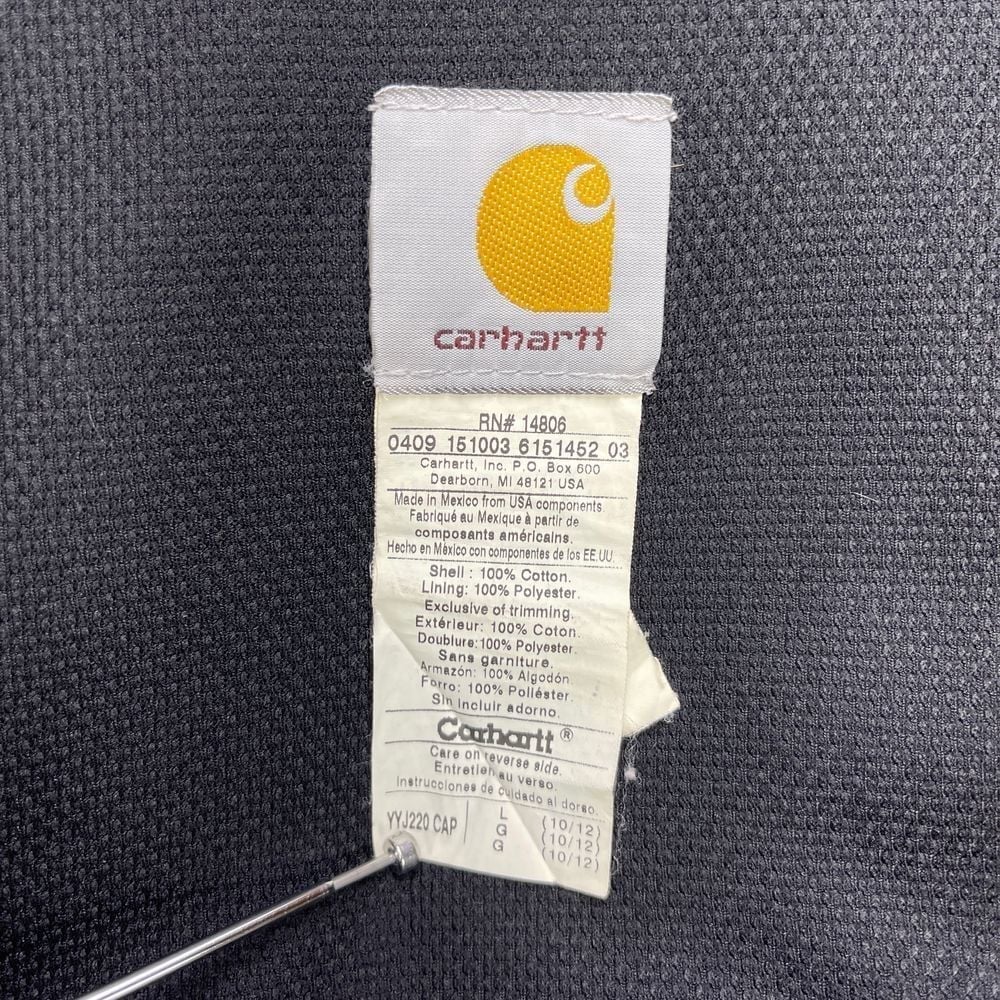 carhartt
RN# 14806
0409 151003 6151452 03
Carhartt, Inc. P.O. Box 600
Dearborn, MI 48121 USA
Made in Mexico from USA components.
Fabriqué au Mexique à partir de
composants américains.
Hecho en México con componentes de los EE.UU.
Shell : 100% Cotton.
Lining: 100% Polyester.
Exclusive of trimming.
Extérieur: 100% Coton.
Doublure: 100% Polyester.
Sans garniture.
Armazón: 100% Algodón.
Forro: 100% Poliéster.
Sin incluir adorno.
Carhartt®
Care on reverse side.
Entretien au verso.
Instrucciones de cuidado al dorso.
YYJ220 CAP L (10/12)
G (10/12)
G (10/12)